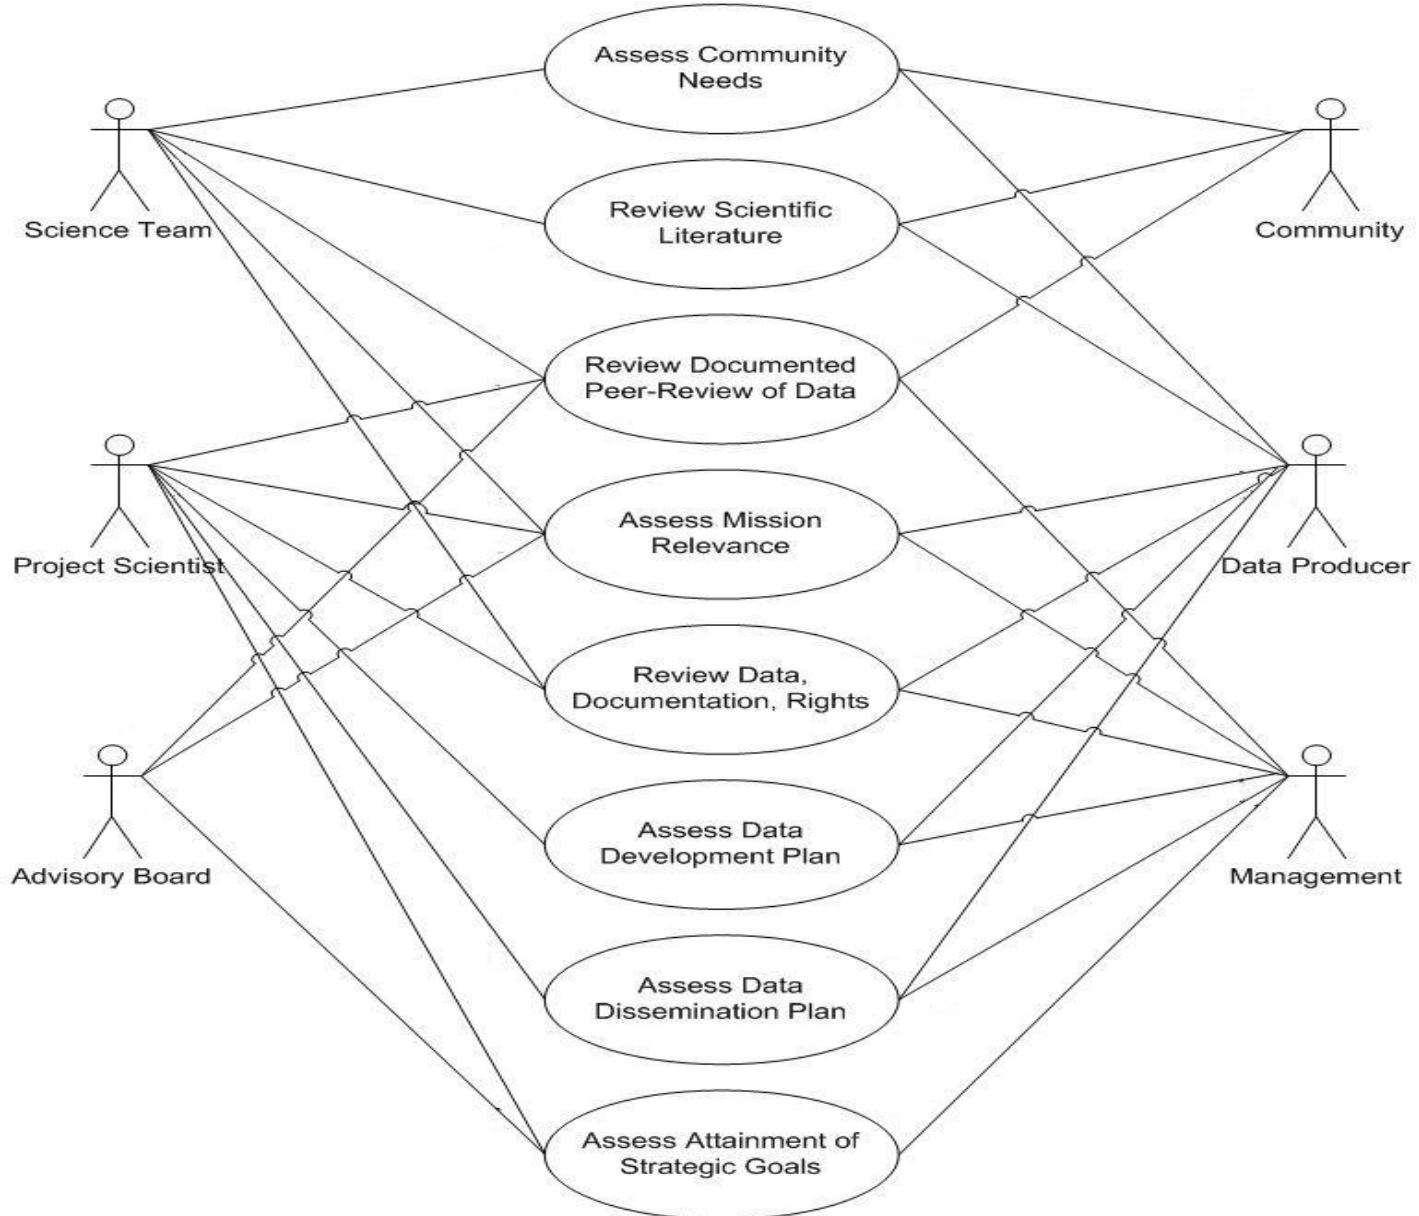 Assess Community
Needs
Science Team
Review Scientific
Literature
Community
Review Documented
Peer-Review of Data
Project Scientist
Assess Mission
Relevance
Data Producer
Review Data,
Documentation, Rights
Advisory Board
Assess Data
Development Plan
Management
Assess Data
Dissemination Plan
Assess Attainment of
Strategic Goals